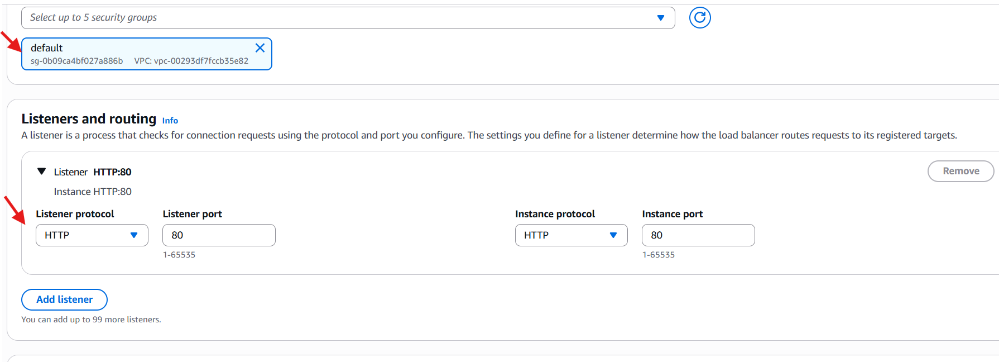 Select up to 5 security groups
default
sg-0b09ca4bf027a886b VPC: vpc-00293df7fccb35e82
Listeners and routing Info
A listener is a process that checks for connection requests using the protocol and port you configure. The settings you define for a listener determine how the load balancer routes requests to its registered targets.
Listener HTTP:80
Remove
Instance HTTP:80
Listener protocol Listener port Instance protocol Instance port
HTTP 80 HTTP 80
1-65535 1-65535
Add listener
You can add up to 99 more listeners.